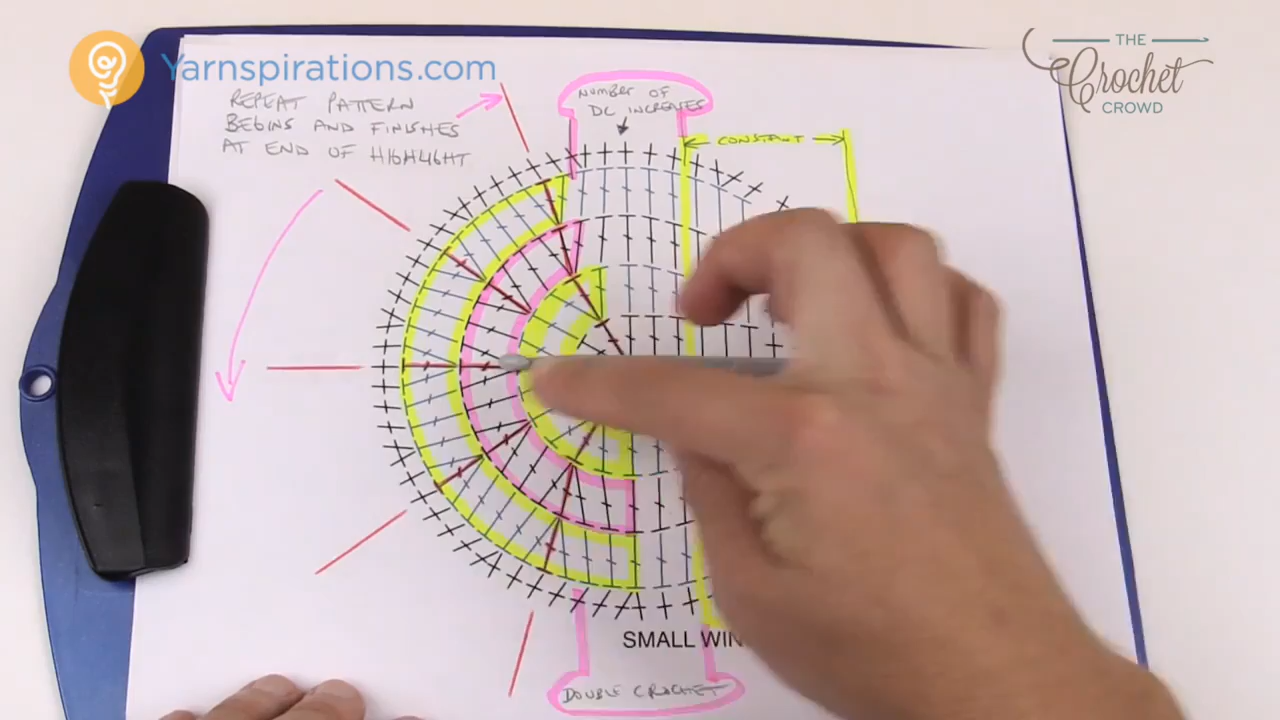 Yarnspirations.com
THE
Crochet
CROWD
REPEAT PATTERN
BEGINS AND FINISHES
AT END OF HIGHLIGHT
NUMBER OF
DC INCREASES
CONSTANT
SMALL
DOUBLE CROCHET